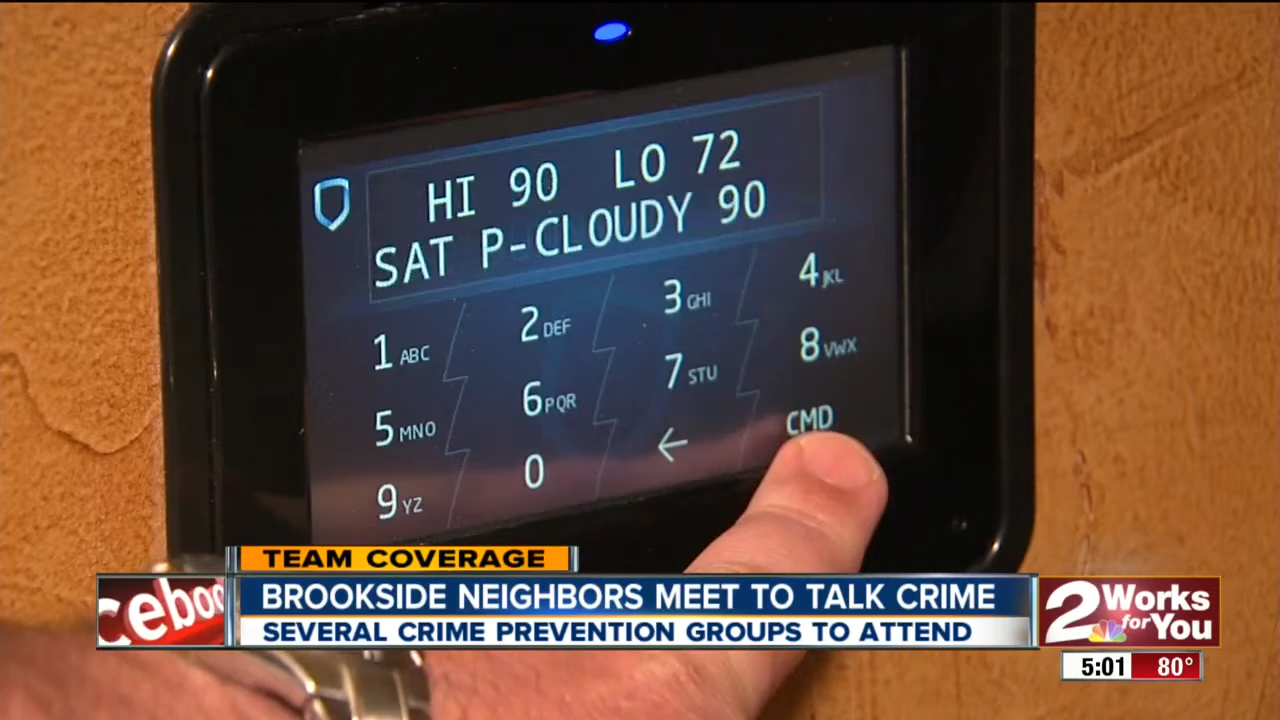 HI 90 LO 72
SAT P-CLOUDY 90
1 ABC 2 DEF 3 GHI 4 JKL
5 MNO 6 PQR 7 STU 8 VWX
9 YZ 0 ← CMD
TEAM COVERAGE
ceboo
BROOKSIDE NEIGHBORS MEET TO TALK CRIME
SEVERAL CRIME PREVENTION GROUPS TO ATTEND
2 Works for You
5:01 80°